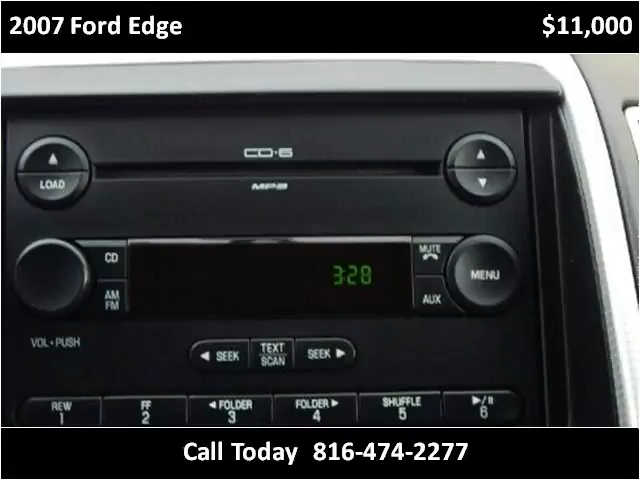 2007 Ford Edge $11,000
CD·6
LOAD
MP3
CD
MUTE
MENU
3:28
AM
FM
AUX
VOL·PUSH
SEEK
TEXT
SCAN
SEEK
REW
1
FF
2
FOLDER
3
FOLDER
4
SHUFFLE
5
6
Call Today 816-474-2277